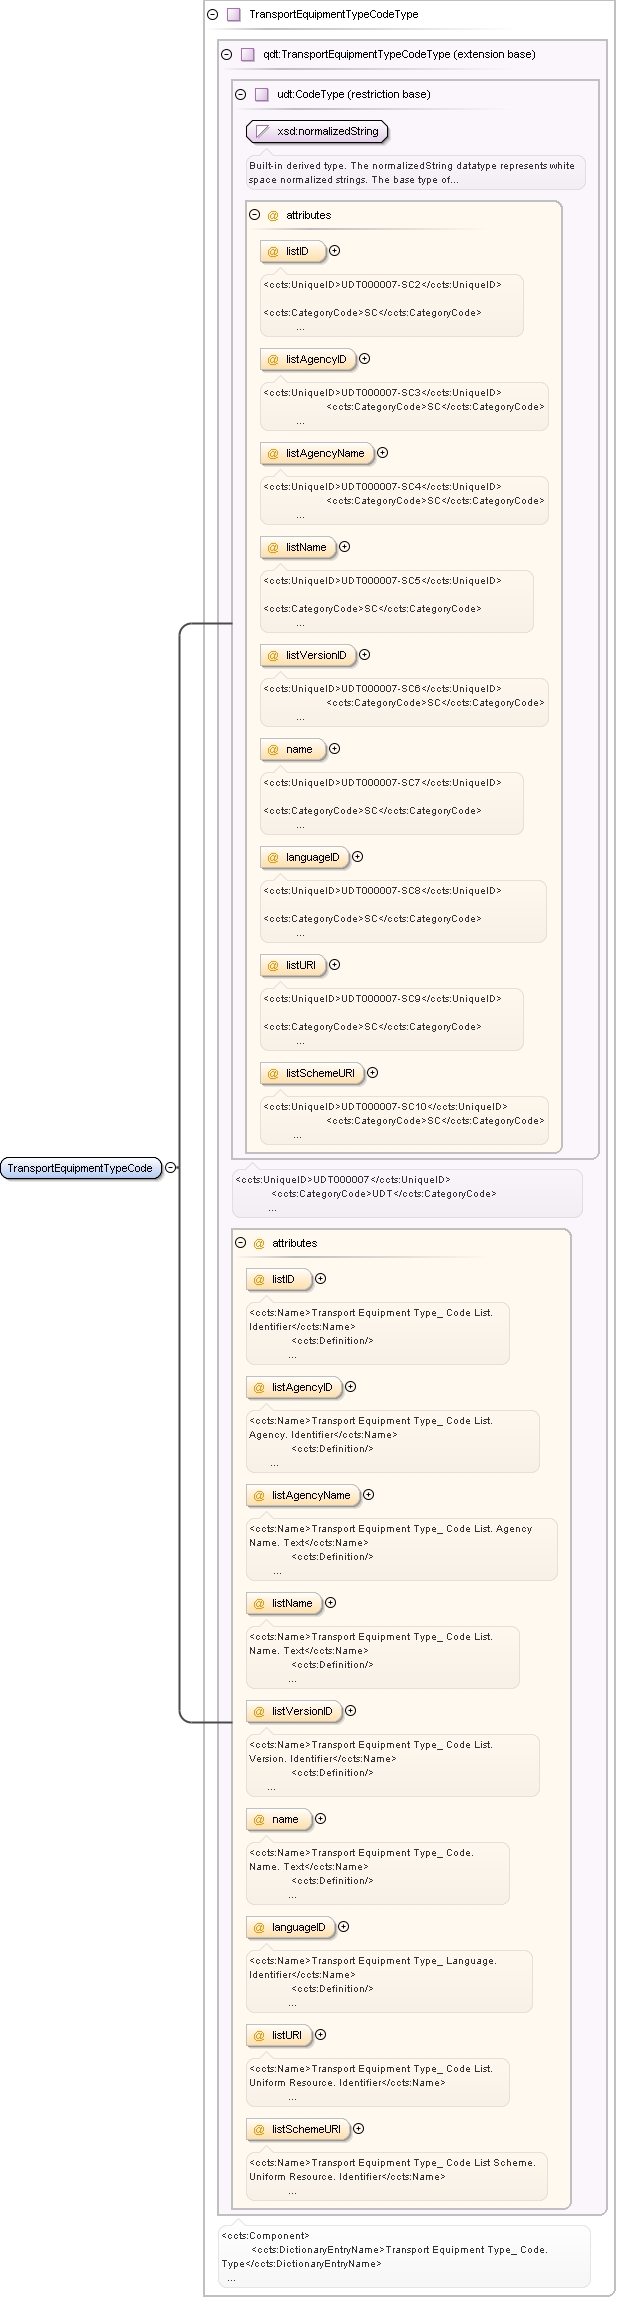 TransportEquipmentTypeCodeType
qdt:TransportEquipmentTypeCodeType (extension base)
udt:CodeType (restriction base)
xsd:normalizedString
Built-in derived type. The normalizedString datatype represents white
space normalized strings. The base type of...
@ attributes
@ listID
<ccts:UniqueID>UDT000007-SC2</ccts:UniqueID>
<ccts:CategoryCode>SC</ccts:CategoryCode>
...
@ listAgencyID
<ccts:UniqueID>UDT000007-SC3</ccts:UniqueID>
<ccts:CategoryCode>SC</ccts:CategoryCode>
...
@ listAgencyName
<ccts:UniqueID>UDT000007-SC4</ccts:UniqueID>
<ccts:CategoryCode>SC</ccts:CategoryCode>
...
@ listName
<ccts:UniqueID>UDT000007-SC5</ccts:UniqueID>
<ccts:CategoryCode>SC</ccts:CategoryCode>
...
@ listVersionID
<ccts:UniqueID>UDT000007-SC6</ccts:UniqueID>
<ccts:CategoryCode>SC</ccts:CategoryCode>
...
@ name
<ccts:UniqueID>UDT000007-SC7</ccts:UniqueID>
<ccts:CategoryCode>SC</ccts:CategoryCode>
...
@ languageID
<ccts:UniqueID>UDT000007-SC8</ccts:UniqueID>
<ccts:CategoryCode>SC</ccts:CategoryCode>
...
@ listURI
<ccts:UniqueID>UDT000007-SC9</ccts:UniqueID>
<ccts:CategoryCode>SC</ccts:CategoryCode>
...
@ listSchemeURI
<ccts:UniqueID>UDT000007-SC10</ccts:UniqueID>
<ccts:CategoryCode>SC</ccts:CategoryCode>
...
TransportEquipmentTypeCode
<ccts:UniqueID>UDT000007</ccts:UniqueID>
<ccts:CategoryCode>UDT</ccts:CategoryCode>
...
@ attributes
@ listID
<ccts:Name>Transport Equipment Type_ Code List.
Identifier</ccts:Name>
<ccts:Definition/>
...
@ listAgencyID
<ccts:Name>Transport Equipment Type_ Code List.
Agency. Identifier</ccts:Name>
<ccts:Definition/>
...
@ listAgencyName
<ccts:Name>Transport Equipment Type_ Code List. Agency
Name. Text</ccts:Name>
<ccts:Definition/>
...
@ listName
<ccts:Name>Transport Equipment Type_ Code List.
Name. Text</ccts:Name>
<ccts:Definition/>
...
@ listVersionID
<ccts:Name>Transport Equipment Type_ Code List.
Version. Identifier</ccts:Name>
<ccts:Definition/>
...
@ name
<ccts:Name>Transport Equipment Type_ Code.
Name. Text</ccts:Name>
<ccts:Definition/>
...
@ languageID
<ccts:Name>Transport Equipment Type_ Language.
Identifier</ccts:Name>
<ccts:Definition/>
...
@ listURI
<ccts:Name>Transport Equipment Type_ Code List.
Uniform Resource. Identifier</ccts:Name>
...
@ listSchemeURI
<ccts:Name>Transport Equipment Type_ Code List Scheme.
Uniform Resource. Identifier</ccts:Name>
...
<ccts:Component>
<ccts:DictionaryEntryName>Transport Equipment Type_ Code.
Type</ccts:DictionaryEntryName>
...